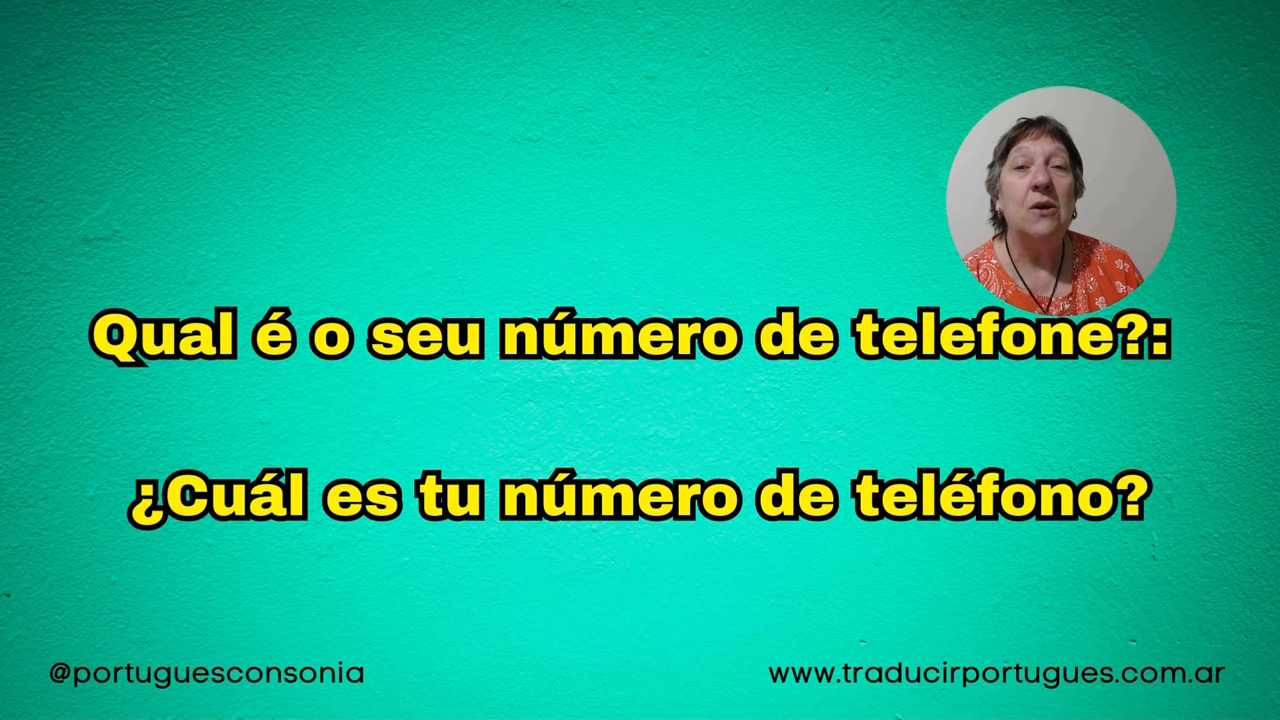 Qual é o seu número de telefone?:
¿Cuál es tu número de teléfono?
@portuguesconsonia
www.traducirportugues.com.ar